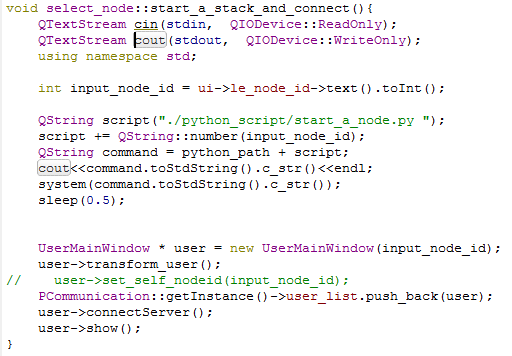 void select_node::start_a_stack_and_connect(){
    QTextStream cin(stdin,  QIODevice::ReadOnly);
    QTextStream cout(stdout,  QIODevice::WriteOnly);
    using namespace std;
    int input_node_id = ui->le_node_id->text().toInt();
    QString script("./python_script/start_a_node.py ");
    script += QString::number(input_node_id);
    QString command = python_path + script;
    cout<<command.toStdString().c_str()<<endl;
    system(command.toStdString().c_str());
    sleep(0.5);
    UserMainWindow * user = new UserMainWindow(input_node_id);
    user->transform_user();
//    user->set_self_nodeid(input_node_id);
    PCommunication::getInstance()->user_list.push_back(user);
    user->connectServer();
    user->show();
}